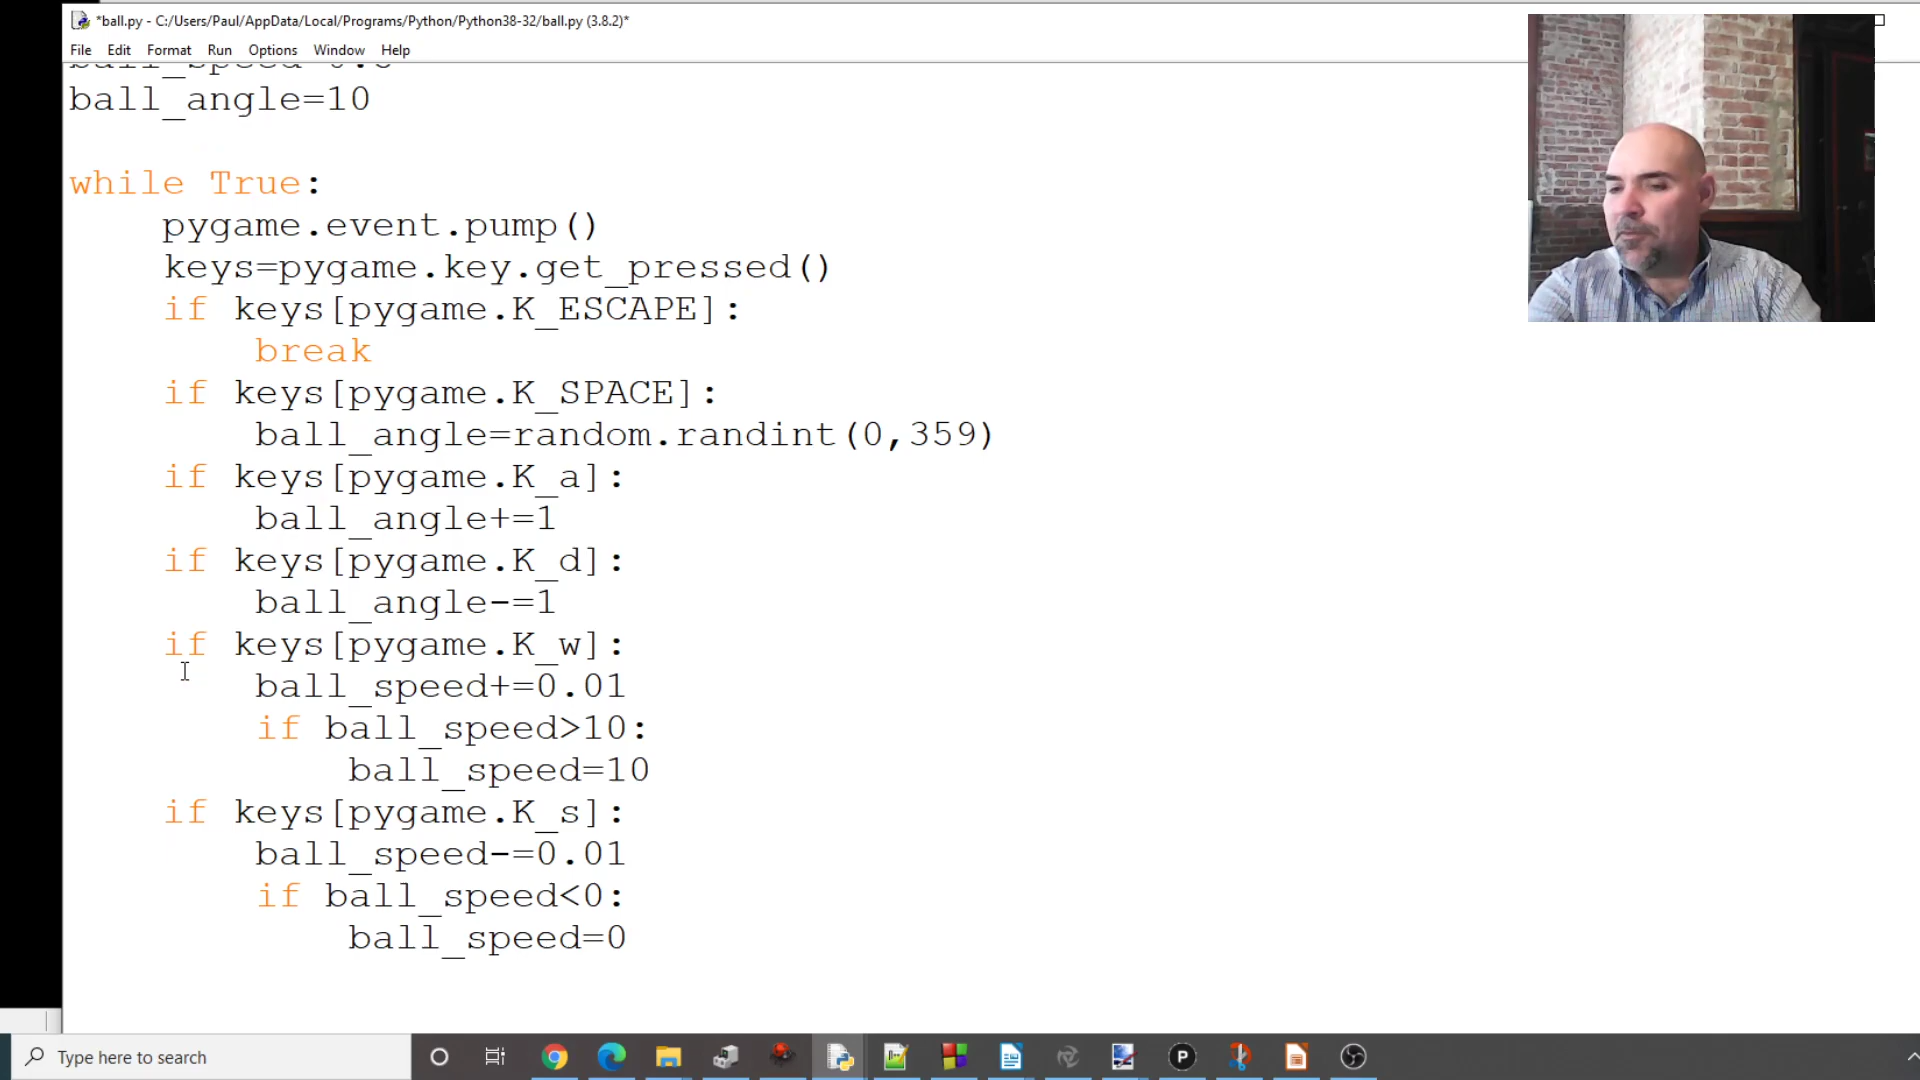 *ball.py - C:/Users/Paul/AppData/Local/Programs/Python/Python38-32/ball.py (3.8.2)*
File Edit Format Run Options Window Help
ball_angle=10
while True:
pygame.event.pump()
keys=pygame.key.get_pressed()
if keys[pygame.K_ESCAPE]:
break
if keys[pygame.K_SPACE]:
ball_angle=random.randint(0,359)
if keys[pygame.K_a]:
ball_angle+=1
if keys[pygame.K_d]:
ball_angle-=1
if keys[pygame.K_w]:
ball_speed+=0.01
if ball_speed>10:
ball_speed=10
if keys[pygame.K_s]:
ball_speed-=0.01
if ball_speed<0:
ball_speed=0
Type here to search